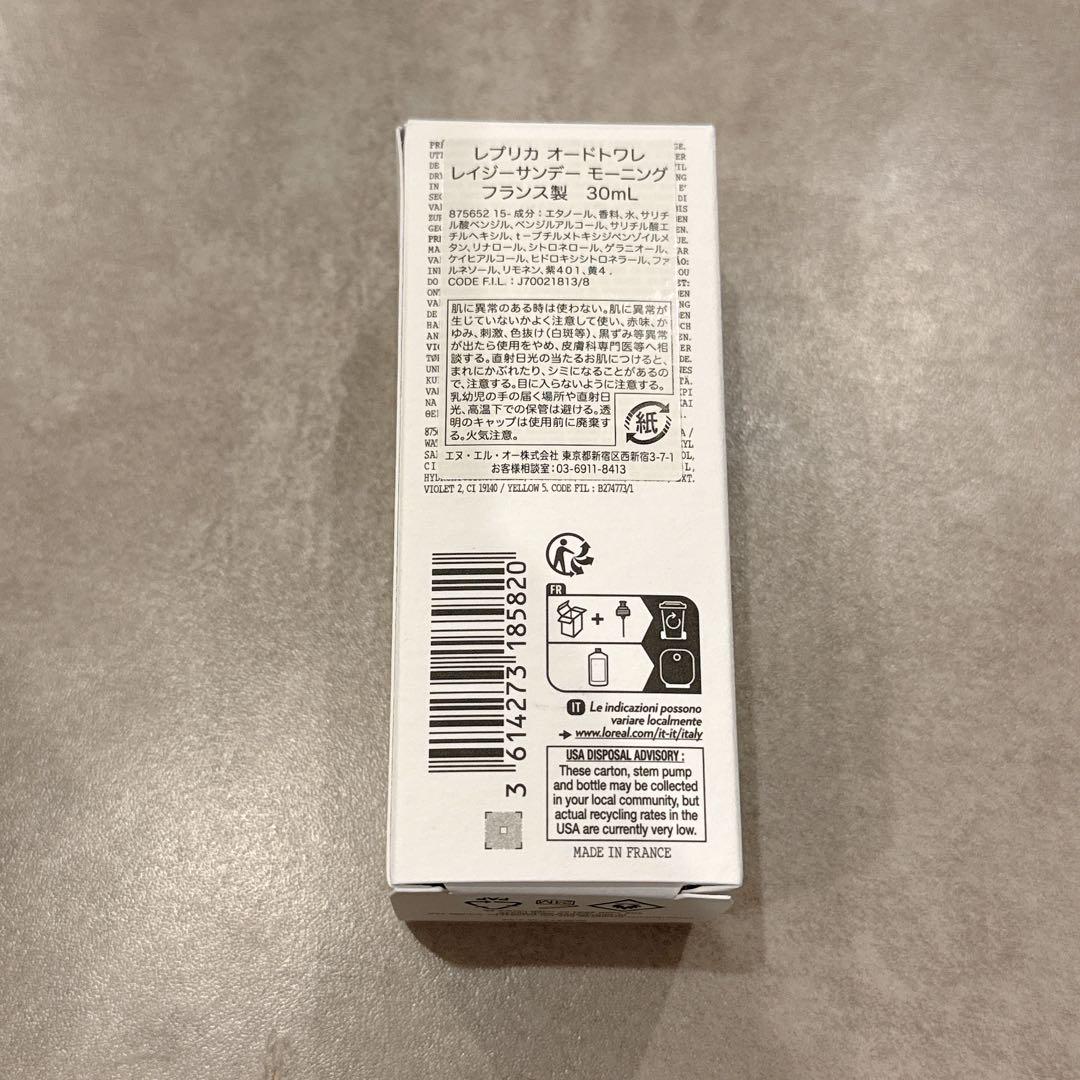 レプリカ オードトワレ
レイジーサンデー モーニング
フランス製 30mL
875652 15- 成分：エタノール、香料、水、サリチ
ル酸ベンジル、ベンジルアルコール、サリチル酸エ
チルヘキシル、t-ブチルメトキシジベンゾイルメ
タン、リナロール、シトロネロール、ゲラニオール、
ケイヒアルコール、ヒドロキシシトロネラール、ファ
ルネソール、リモネン、紫401、黄4．
CODE F.I.L.：J70021813/8
肌に異常のある時は使わない。肌に異常が
生じていないかよく注意して使い、赤味、か
ゆみ、刺激、色抜け(白斑等)、黒ずみ等異常
が出たら使用をやめ、皮膚科専門医等へ相
談する。直射日光の当たるお肌につけると、
まれにかぶれたり、シミになることがあるの
で、注意する。目に入らないように注意する。
乳幼児の手の届く場所や直射日
光、高温下での保管は避ける。透
明のキャップは使用前に廃棄す
る。火気注意。
紙
エヌ・エル・オー株式会社 東京都新宿区西新宿3-7-1
お客様相談室：03-6911-8413
VIOLET 2, CI 19140 / YELLOW 5. CODE FIL : B274773/1
3 614273 185820
FR
IT Le indicazioni possono
variare localmente
→ www.loreal.com/it-it/italy
USA DISPOSAL ADVISORY :
These carton, stem pump
and bottle may be collected
in your local community, but
actual recycling rates in the
USA are currently very low.
MADE IN FRANCE
PAP